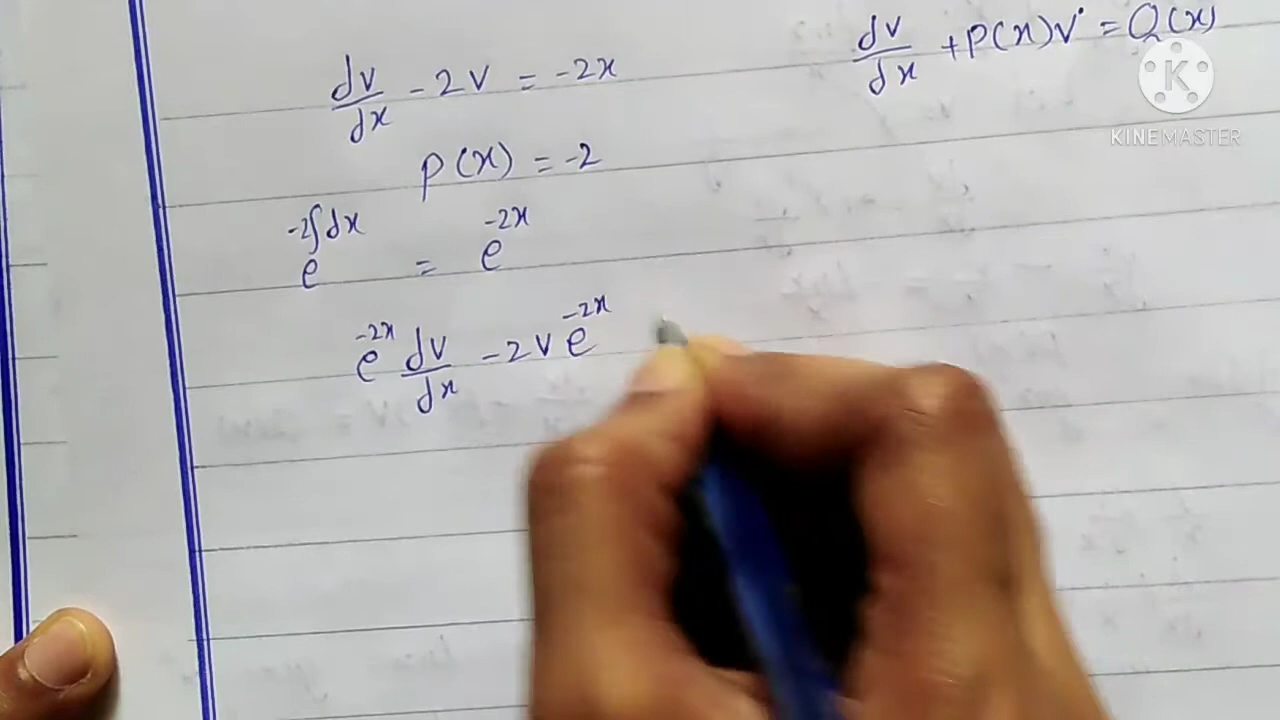 dv/dx - 2v = -2x
dv/dx + P(x)v = Q(x)
K
KINEMASTER
P(x) = -2
e^{-2∫dx} = e^{-2x}
e^{-2x} dv/dx - 2v e^{-2x}